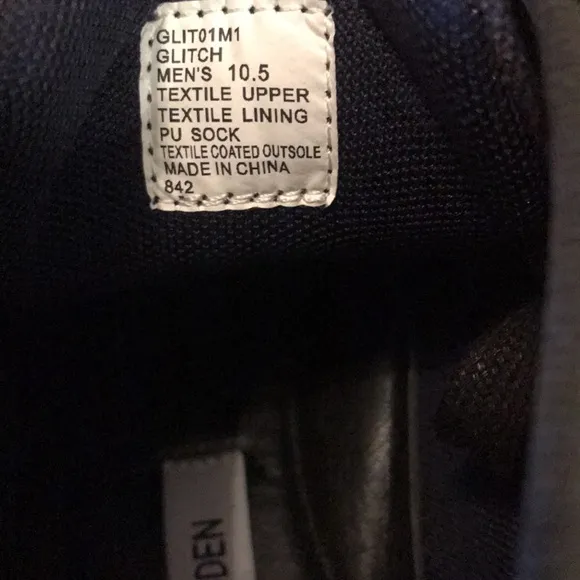 GLIT01M1
GLITCH
MEN'S 10.5
TEXTILE UPPER
TEXTILE LINING
PU SOCK
TEXTILE COATED OUTSOLE
MADE IN CHINA
842
DEN